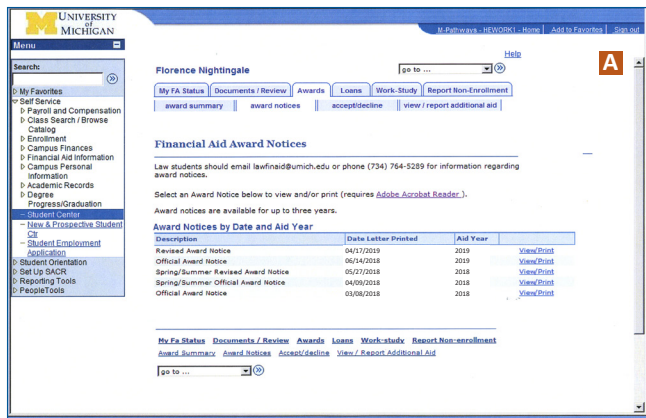 UNIVERSITY
OF
MICHIGAN
M-Pathways - HEWORK1 - Home | Add to Favorites | Sign out
Menu
Help
A
Search:
Florence Nightingale
go to ...
My Favorites
Self Service
Payroll and Compensation
Class Search / Browse
Catalog
Enrollment
Campus Finances
Financial Aid Information
Campus Personal
Information
Academic Records
Degree
Progress/Graduation
Student Center
New & Prospective Student
Ctr
Student Employment
Application
Student Orientation
Set Up SACR
Reporting Tools
PeopleTools
My FA Status Documents / Review Awards Loans Work-Study Report Non-Enrollment
award summary award notices accept/decline view / report additional aid
Financial Aid Award Notices
Law students should email lawfinaid@umich.edu or phone (734) 764-5289 for information regarding
award notices.
Select an Award Notice below to view and/or print (requires Adobe Acrobat Reader ).
Award notices are available for up to three years.
Award Notices by Date and Aid Year
Description Date Letter Printed Aid Year
Revised Award Notice 04/17/2019 2019 View/Print
Official Award Notice 06/14/2018 2019 View/Print
Spring/Summer Revised Award Notice 05/27/2018 2018 View/Print
Spring/Summer Official Award Notice 04/09/2018 2018 View/Print
Official Award Notice 03/08/2018 2018 View/Print
My Fa Status Documents / Review Awards Loans Work-study Report Non-enrollment
Award Summary Award Notices Accept/decline View / Report Additional Aid
go to ...